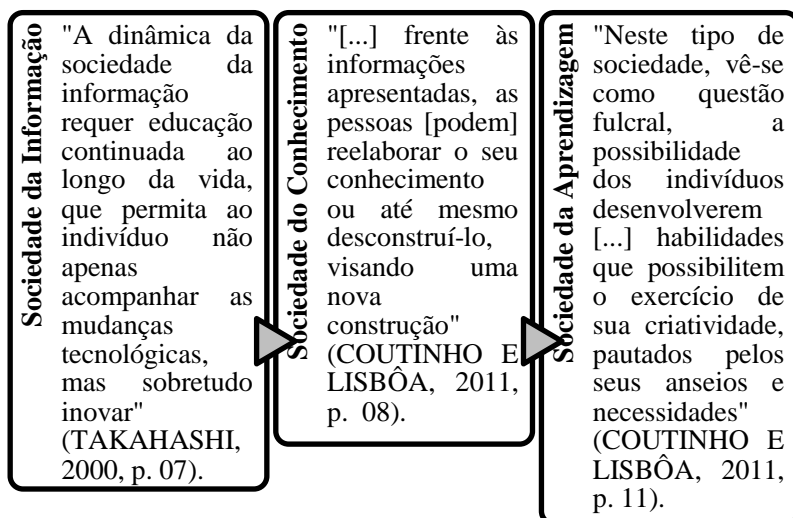 Sociedade da Informação
"A dinâmica da
sociedade da
informação
requer educação
continuada ao
longo da vida,
que permita ao
indivíduo não
apenas
acompanhar as
mudanças
tecnológicas,
mas sobretudo
inovar"
(TAKAHASHI,
2000, p. 07).
Sociedade do Conhecimento
"[...] frente às
informações
apresentadas, as
pessoas [podem]
reelaborar o seu
conhecimento
ou até mesmo
desconstruí-lo,
visando uma
nova
construção"
(COUTINHO E
LISBÔA, 2011,
p. 08).
Sociedade da Aprendizagem
"Neste tipo de
sociedade, vê-se
como questão
fulcral, a
possibilidade
dos indivíduos
desenvolverem
[...] habilidades
que possibilitem
o exercício de
sua criatividade,
pautados pelos
seus anseios e
necessidades"
(COUTINHO E
LISBÔA, 2011,
p. 11).